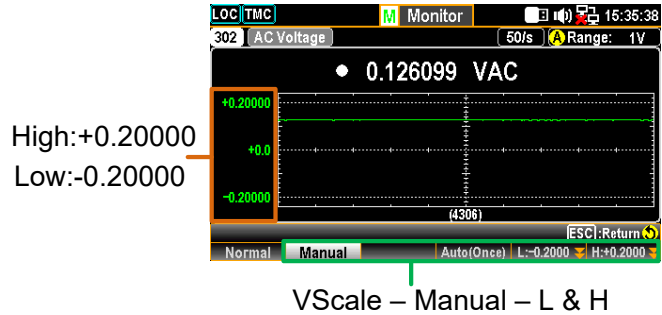 LOC TMC M Monitor 15:35:38
302 AC Voltage 50/s A Range: 1V
0.126099 VAC
+0.20000
High:+0.20000
+0.0
Low:-0.20000
-0.20000
(4306)
ESC:Return
Normal Manual Auto(Once) L:-0.2000 H:+0.2000
VScale – Manual – L & H